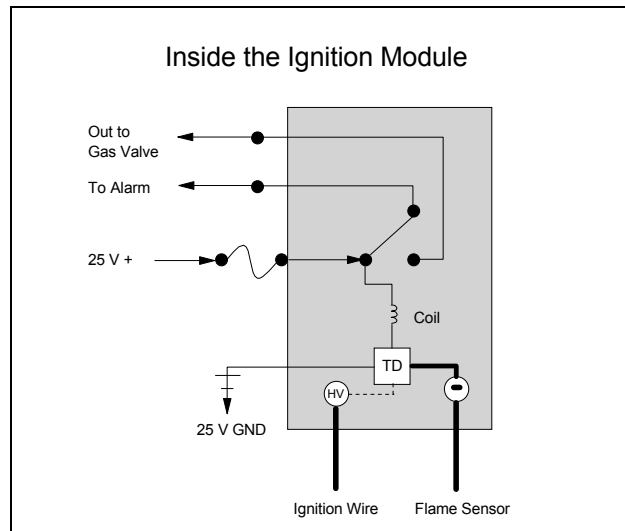 Inside the Ignition Module
Out to
Gas Valve
To Alarm
25 V +
Coil
TD
HV
25 V GND
Ignition Wire
Flame Sensor